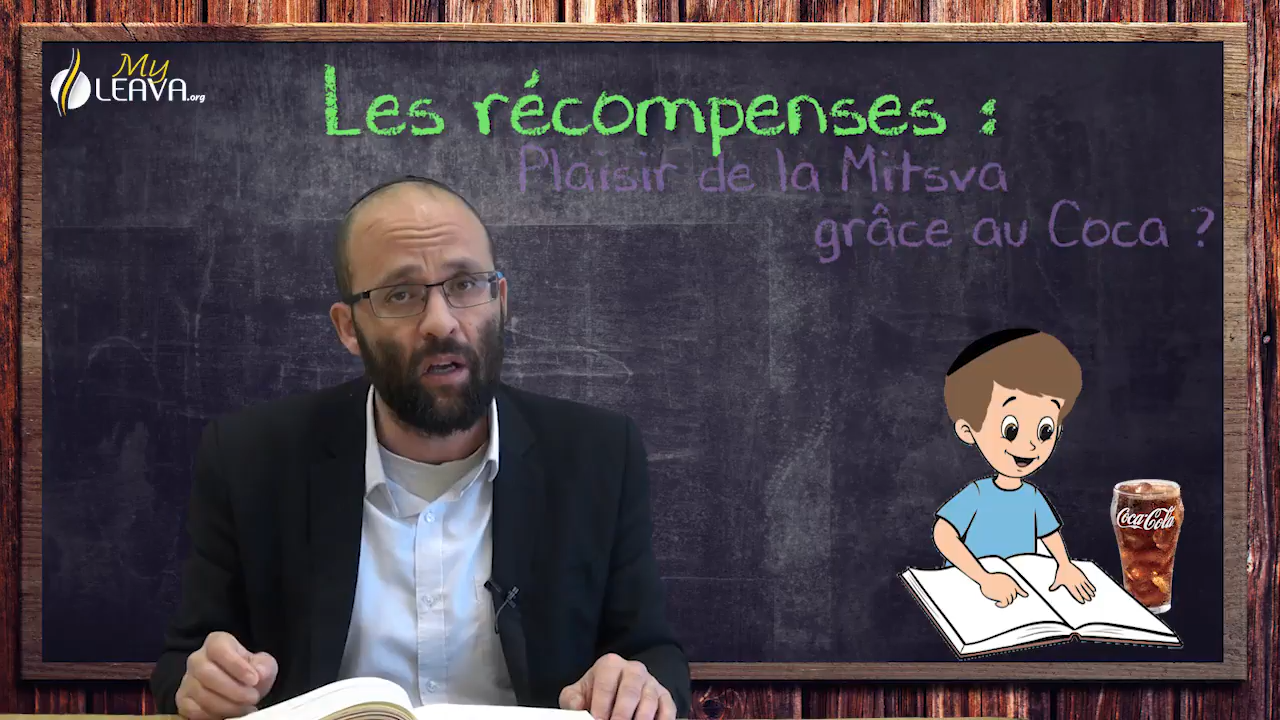 My
LEAVA.org
Les récompenses :
Plaisir de la Mitsva
grâce au Coca ?
Coca-Cola